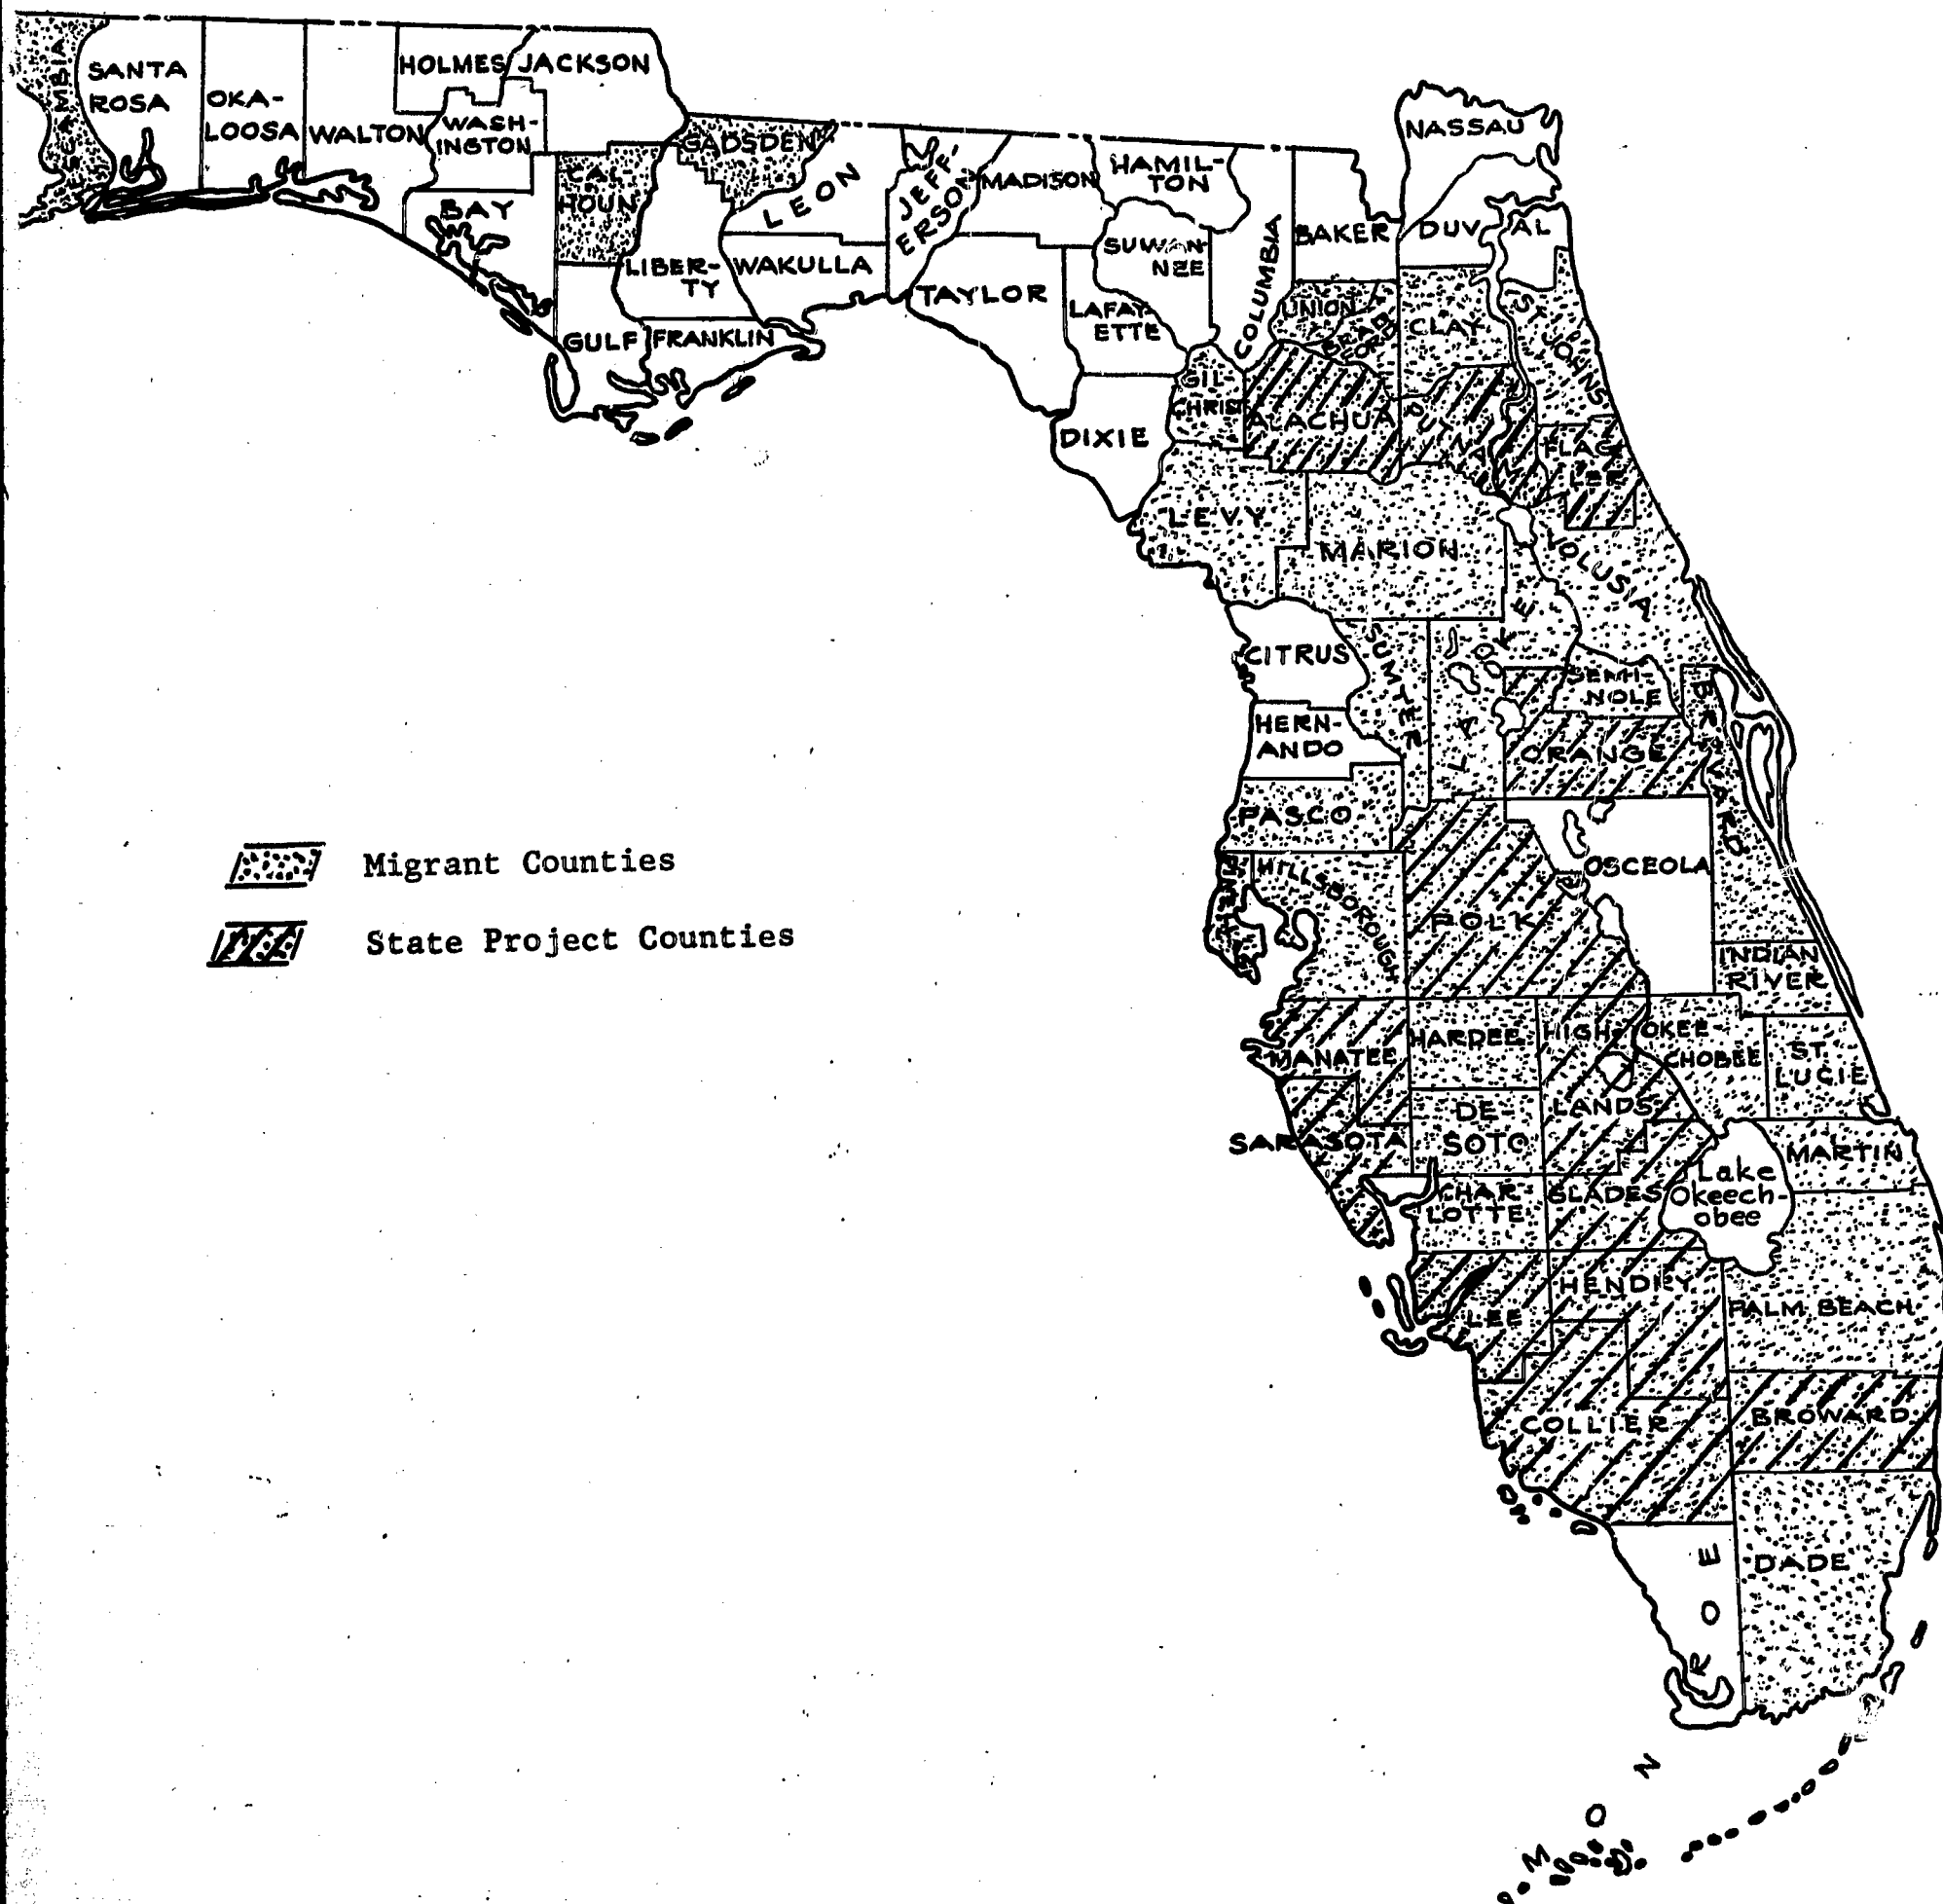 ESCAMBIA
SANTA
ROSA
OKA-
LOOSA
WALTON
HOLMES
JACKSON
WASH-
INGTON
BAY
CAL-
HOUN
GULF
GADSDEN
LIBER-
TY
FRANKLIN
LEON
WAKULLA
JEFF-
ERSON
MADISON
TAYLOR
HAMIL-
TON
SUWAN-
NEE
LAFAY-
ETTE
DIXIE
COLUMBIA
BAKER
NASSAU
DUVAL
UNION
BRAD
FORD
CLAY
ST JOHNS
GIL-
CHRIST
ALACHUA
PUTNAM
FLAG
LER
LEVY
MARION
VOLUSIA
CITRUS
SUMTER
LAKE
SEMI-
NOLE
HERN-
ANDO
ORANGE
BREVARD
PASCO
HILLSBOROUGH
POLK
OSCEOLA
Migrant Counties
State Project Counties
INDIAN
RIVER
MANATEE
HARDEE
HIGH-
LANDS
OKEE-
CHOBEE
ST.
LUCIE
SARASOTA
DE-
SOTO
MARTIN
CHAR-
LOTTE
GLADES
Lake
Okeech-
obee
LEE
HENDRY
PALM BEACH
COLLIER
BROWARD
DADE
MONROE